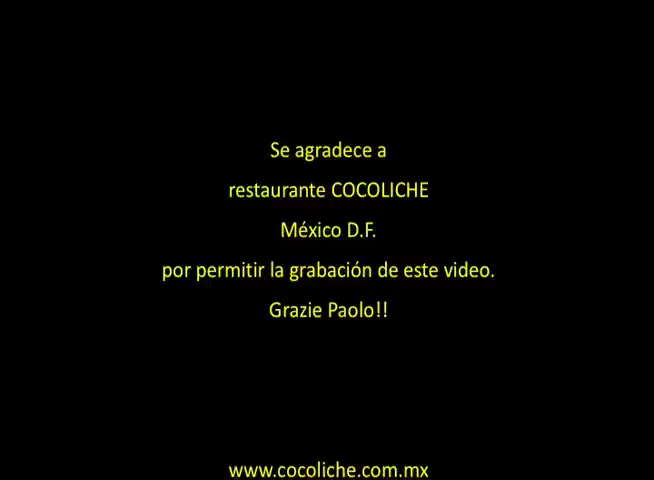 Se agradece a
restaurante COCOLICHE
México D.F.
por permitir la grabación de este video.
Grazie Paolo!!
www.cocoliche.com.mx